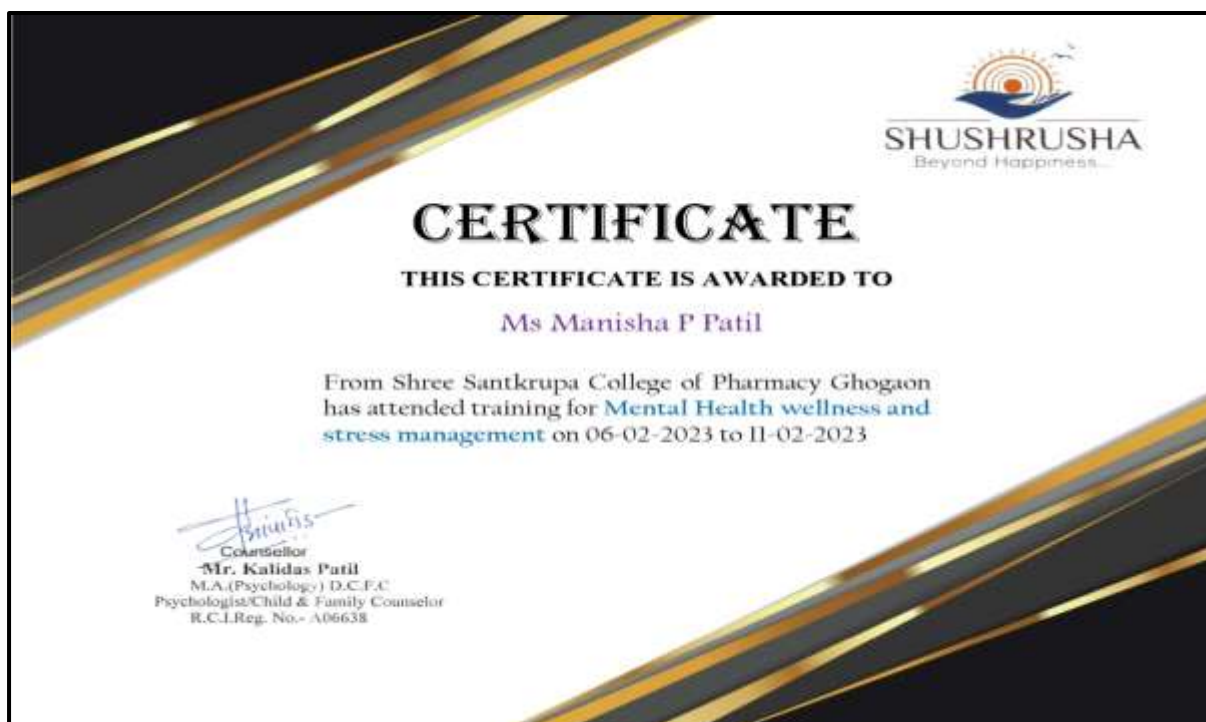 SHUSHRUSHA
Beyond Happiness...
CERTIFICATE
THIS CERTIFICATE IS AWARDED TO
Ms Manisha P Patil
From Shree Santkrupa College of Pharmacy Ghogaon
has attended training for Mental Health wellness and
stress management on 06-02-2023 to 11-02-2023
Counsellor
Mr. Kalidas Patil
M.A.(Psychology) D.C.F.C
Psychologist/Child & Family Counselor
R.C.I.Reg. No.- A06638